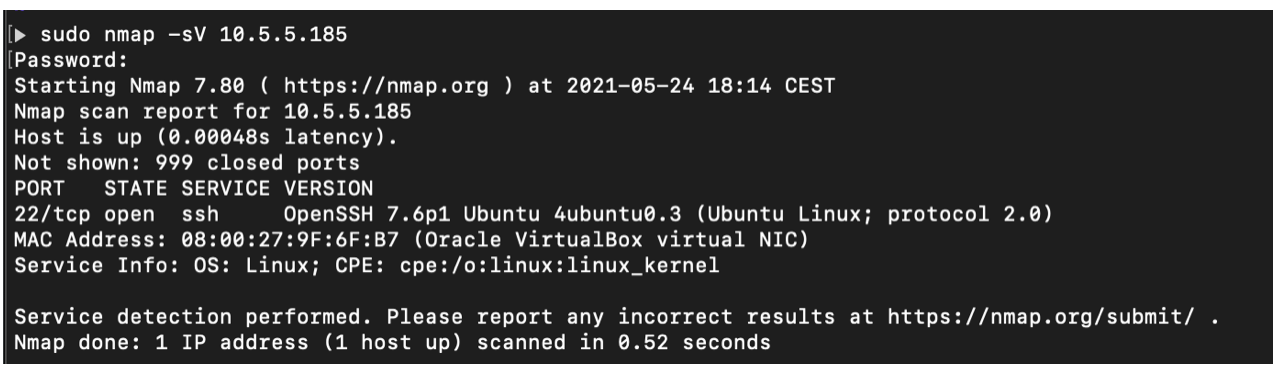 [▶ sudo nmap -sV 10.5.5.185
[Password:
Starting Nmap 7.80 ( https://nmap.org ) at 2021-05-24 18:14 CEST
Nmap scan report for 10.5.5.185
Host is up (0.00048s latency).
Not shown: 999 closed ports
PORT   STATE SERVICE VERSION
22/tcp open  ssh     OpenSSH 7.6p1 Ubuntu 4ubuntu0.3 (Ubuntu Linux; protocol 2.0)
MAC Address: 08:00:27:9F:6F:B7 (Oracle VirtualBox virtual NIC)
Service Info: OS: Linux; CPE: cpe:/o:linux:linux_kernel

Service detection performed. Please report any incorrect results at https://nmap.org/submit/ .
Nmap done: 1 IP address (1 host up) scanned in 0.52 seconds